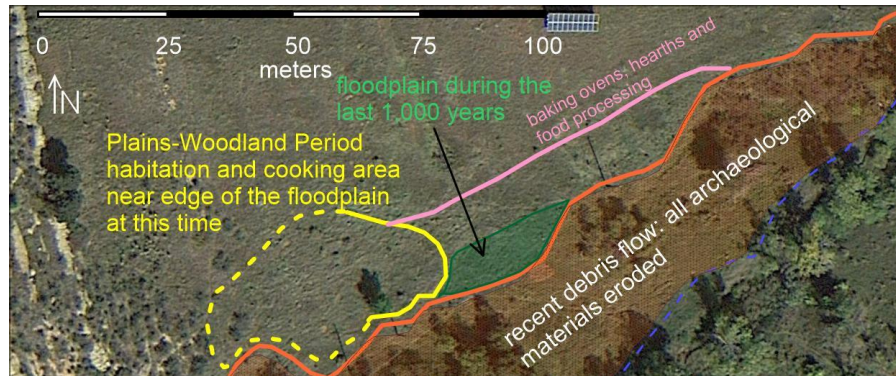 0 25 50 75 100
meters
N
floodplain during the
last 1,000 years
baking ovens, hearths and
food processing
Plains-Woodland Period
habitation and cooking area
near edge of the floodplain
at this time
recent debris flow: all archaeological
materials eroded